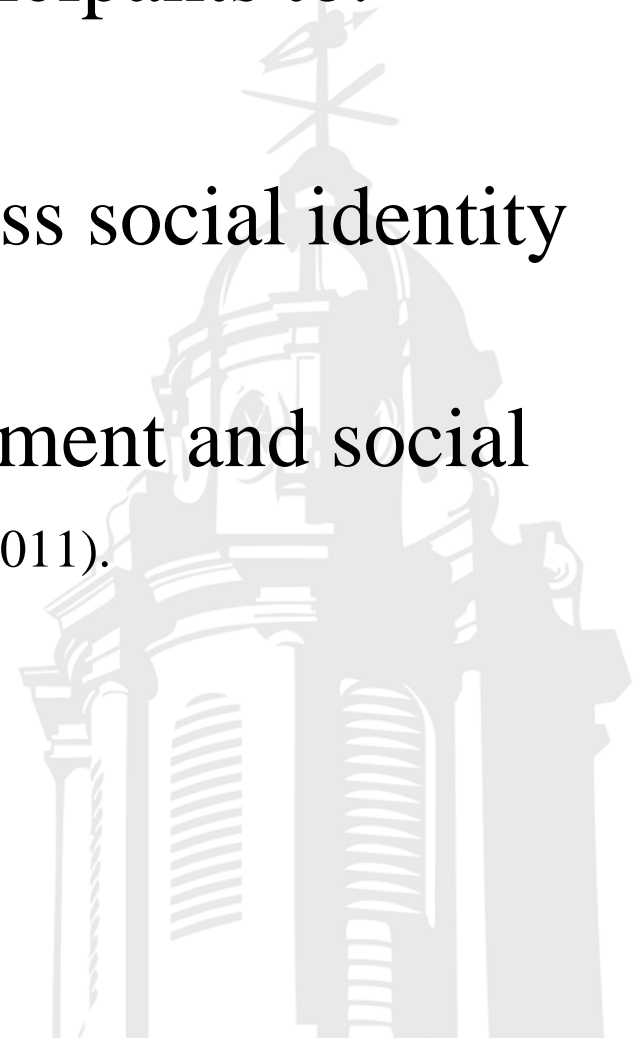 ss social identity
ment and social
011).